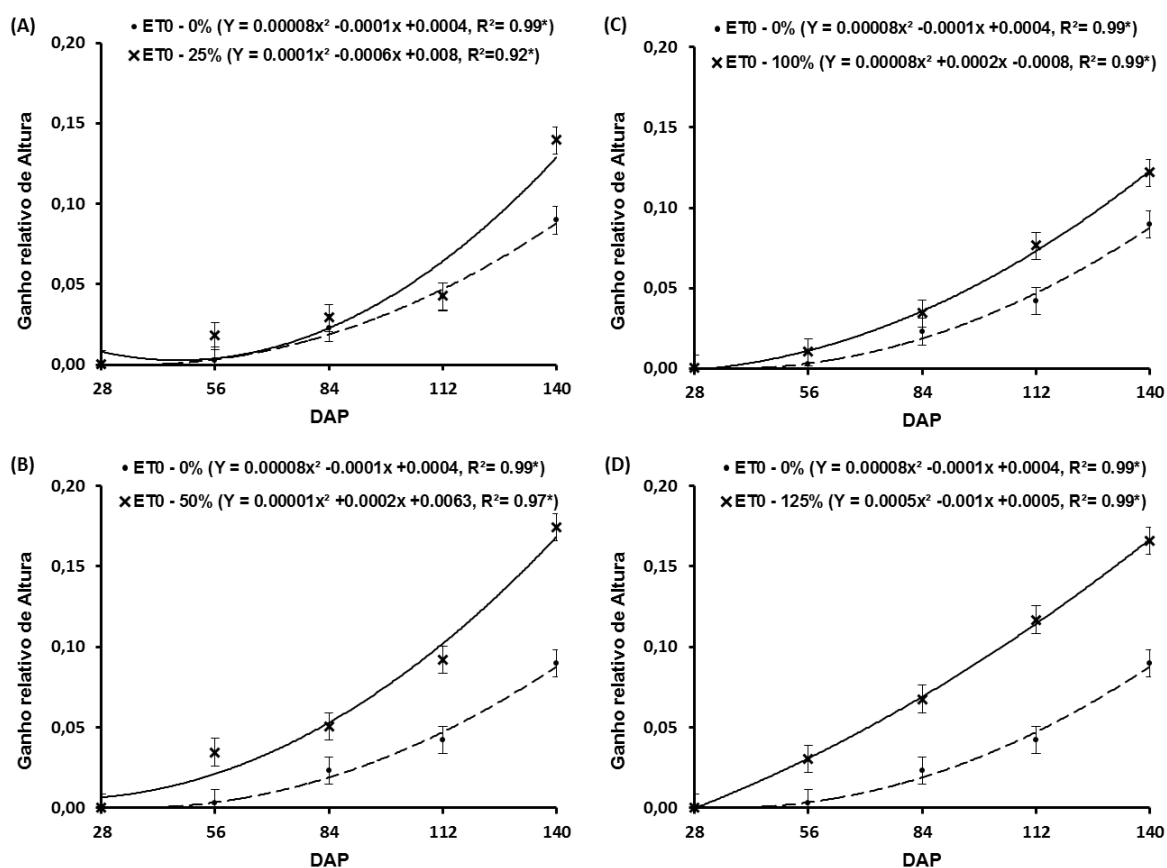 (A)
• ET0 - 0% (Y = 0.00008x² -0.0001x +0.0004, R²= 0.99*)
× ET0 - 25% (Y = 0.0001x² -0.0006x +0.008, R²=0.92*)
Ganho relativo de Altura
0,20
0,15
0,10
0,05
0,00
28 56 84 112 140
DAP
(C)
• ET0 - 0% (Y = 0.00008x² -0.0001x +0.0004, R²= 0.99*)
× ET0 - 100% (Y = 0.00008x² +0.0002x -0.0008, R²= 0.99*)
Ganho relativo de Altura
0,20
0,15
0,10
0,05
0,00
28 56 84 112 140
DAP
(B)
• ET0 - 0% (Y = 0.00008x² -0.0001x +0.0004, R²= 0.99*)
× ET0 - 50% (Y = 0.00001x² +0.0002x +0.0063, R²= 0.97*)
Ganho relativo de Altura
0,20
0,15
0,10
0,05
0,00
28 56 84 112 140
DAP
(D)
• ET0 - 0% (Y = 0.00008x² -0.0001x +0.0004, R²= 0.99*)
× ET0 - 125% (Y = 0.0005x² -0.001x +0.0005, R²= 0.99*)
Ganho relativo de Altura
0,20
0,15
0,10
0,05
0,00
28 56 84 112 140
DAP